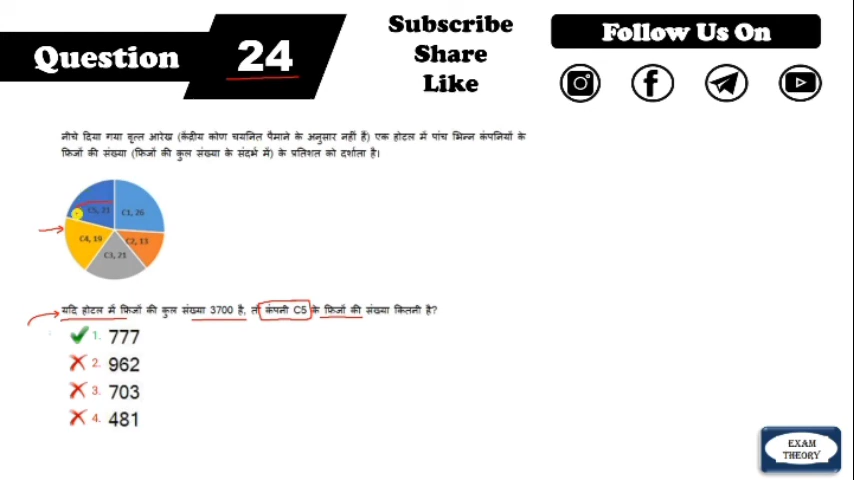 Question
24
Subscribe
Share
Like
Follow Us On
नीचे दिया गया वृत्त आरेख (केंद्रीय कोण चयनित पैमाने के अनुसार नहीं हैं) एक होटल में पांच भिन्न कंपनियों के
फ्रिजों की संख्या (फ्रिजों की कुल संख्या के संदर्भ में) के प्रतिशत को दर्शाता है।
C5, 21
C1, 26
C4, 19
C2, 13
C3, 21
यदि होटल में फ्रिजों की कुल संख्या 3700 है, तो कंपनी C5 के फ्रिजों की संख्या कितनी है?
1. 777
2. 962
3. 703
4. 481
EXAM
THEORY